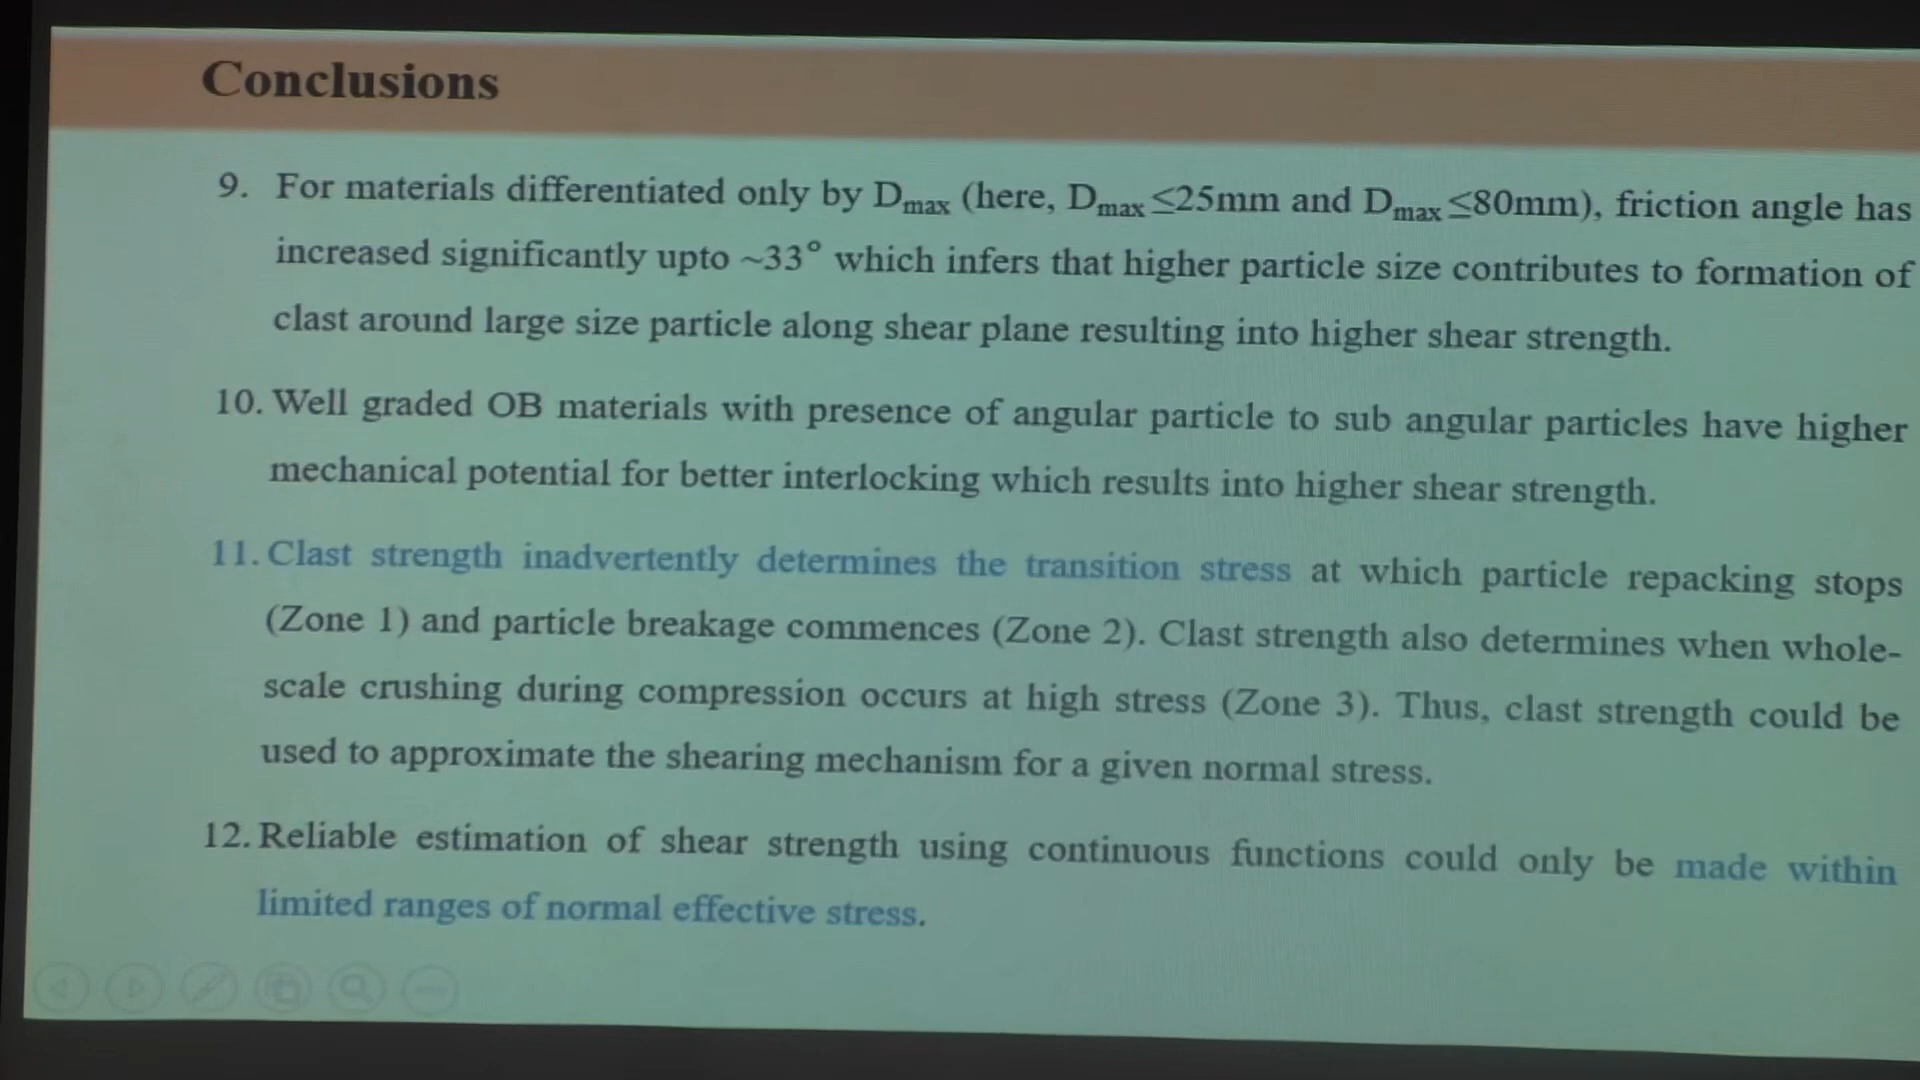 Conclusions
9. For materials differentiated only by Dmax (here, Dmax≤25mm and Dmax≤80mm), friction angle has
increased significantly upto ~33° which infers that higher particle size contributes to formation of
clast around large size particle along shear plane resulting into higher shear strength.
10. Well graded OB materials with presence of angular particle to sub angular particles have higher
mechanical potential for better interlocking which results into higher shear strength.
11. Clast strength inadvertently determines the transition stress at which particle repacking stops
(Zone 1) and particle breakage commences (Zone 2). Clast strength also determines when whole-
scale crushing during compression occurs at high stress (Zone 3). Thus, clast strength could be
used to approximate the shearing mechanism for a given normal stress.
12. Reliable estimation of shear strength using continuous functions could only be made within
limited ranges of normal effective stress.